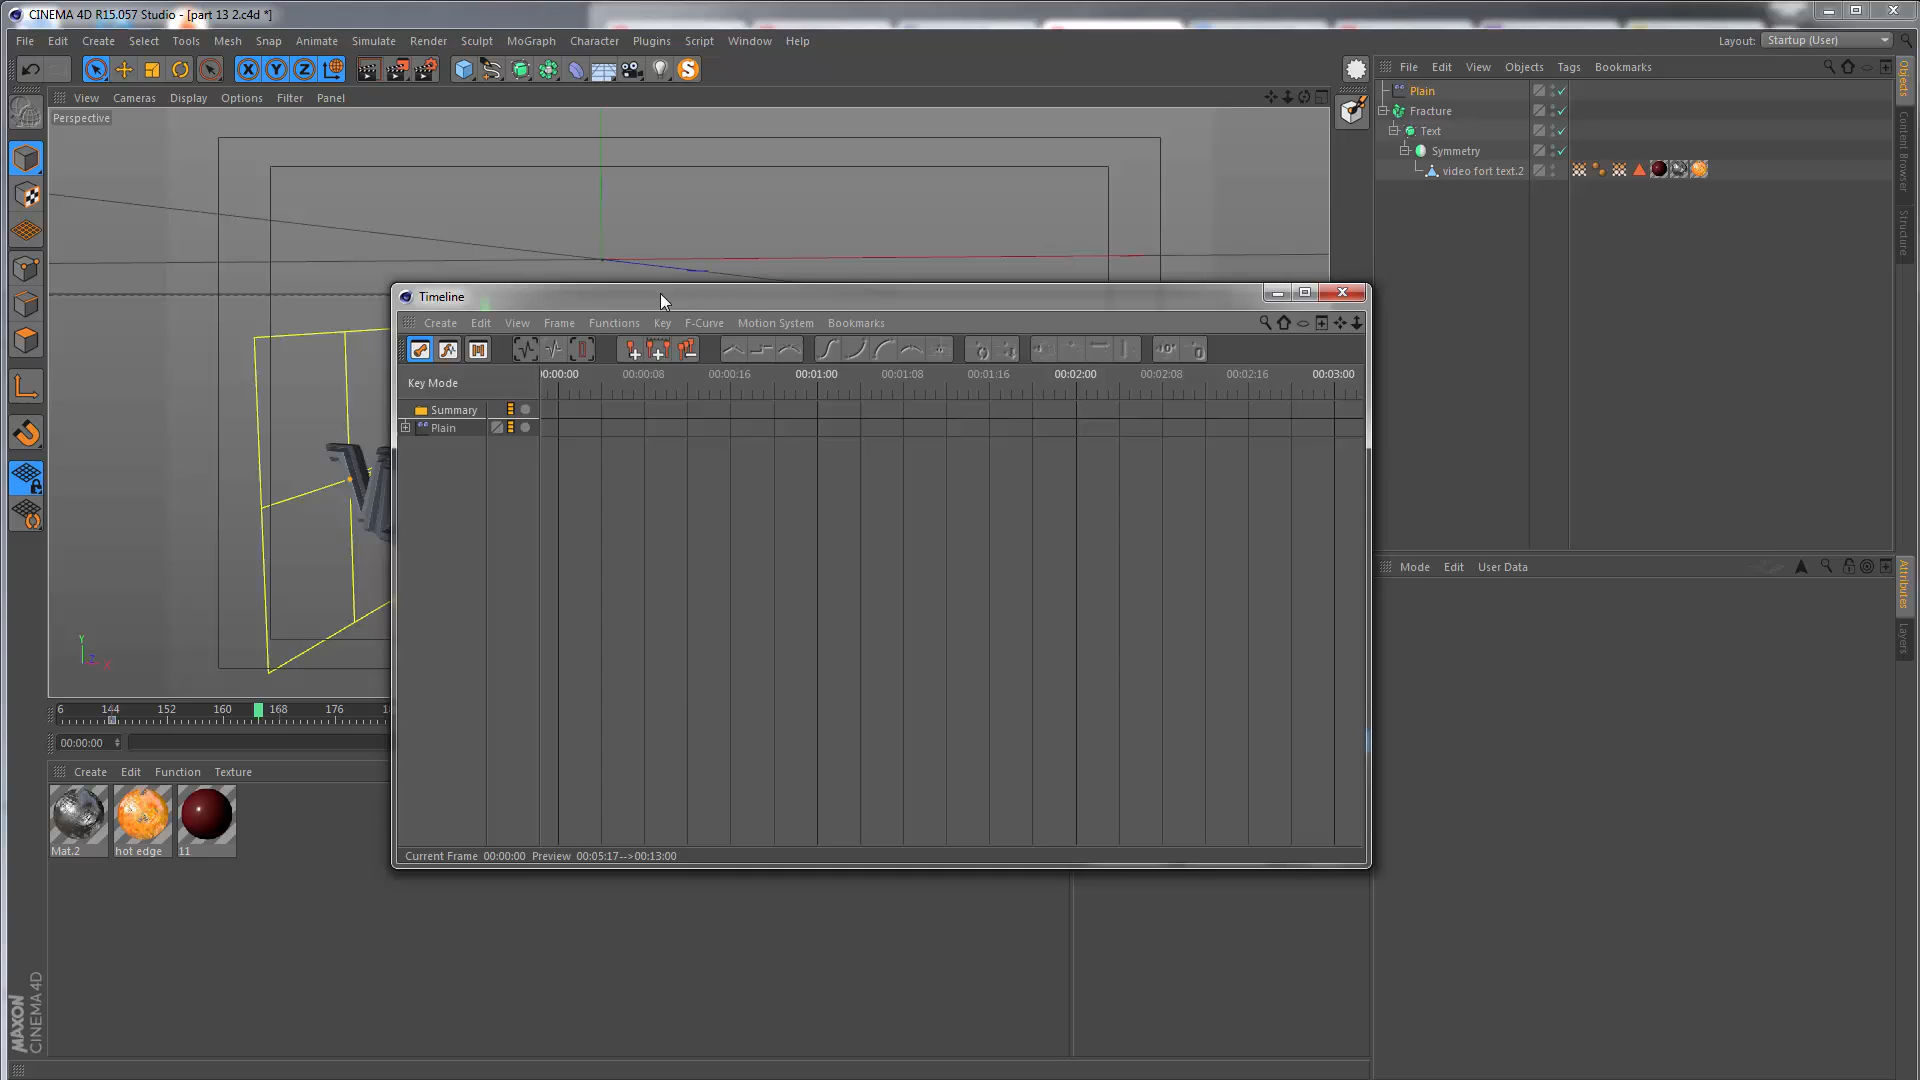 CINEMA 4D R15.057 Studio - [part 13 2.c4d *]
File Edit Create Select Tools Mesh Snap Animate Simulate Render Sculpt MoGraph Character Plugins Script Window Help
Layout: Startup (User)
File Edit View Objects Tags Bookmarks
Objects
Content Browser
Structure
Plain
Fracture
Text
Symmetry
video fort text.2
View Cameras Display Options Filter Panel
Perspective
Timeline
Create Edit View Frame Functions Key F-Curve Motion System Bookmarks
Key Mode
00:00:08 00:00:16 00:01:00 00:01:08 00:01:16 00:02:00 00:02:08 00:02:16 00:03:00
Summary
Plain
Current Frame 00:00:00 Preview 00:05:17-->00:13:00
Mode Edit User Data
Attributes
Layers
Y
X
6 144 152 160 168 176
00:00:00
Create Edit Function Texture
Mat.2 hot edge 11
MAXON
CINEMA 4D